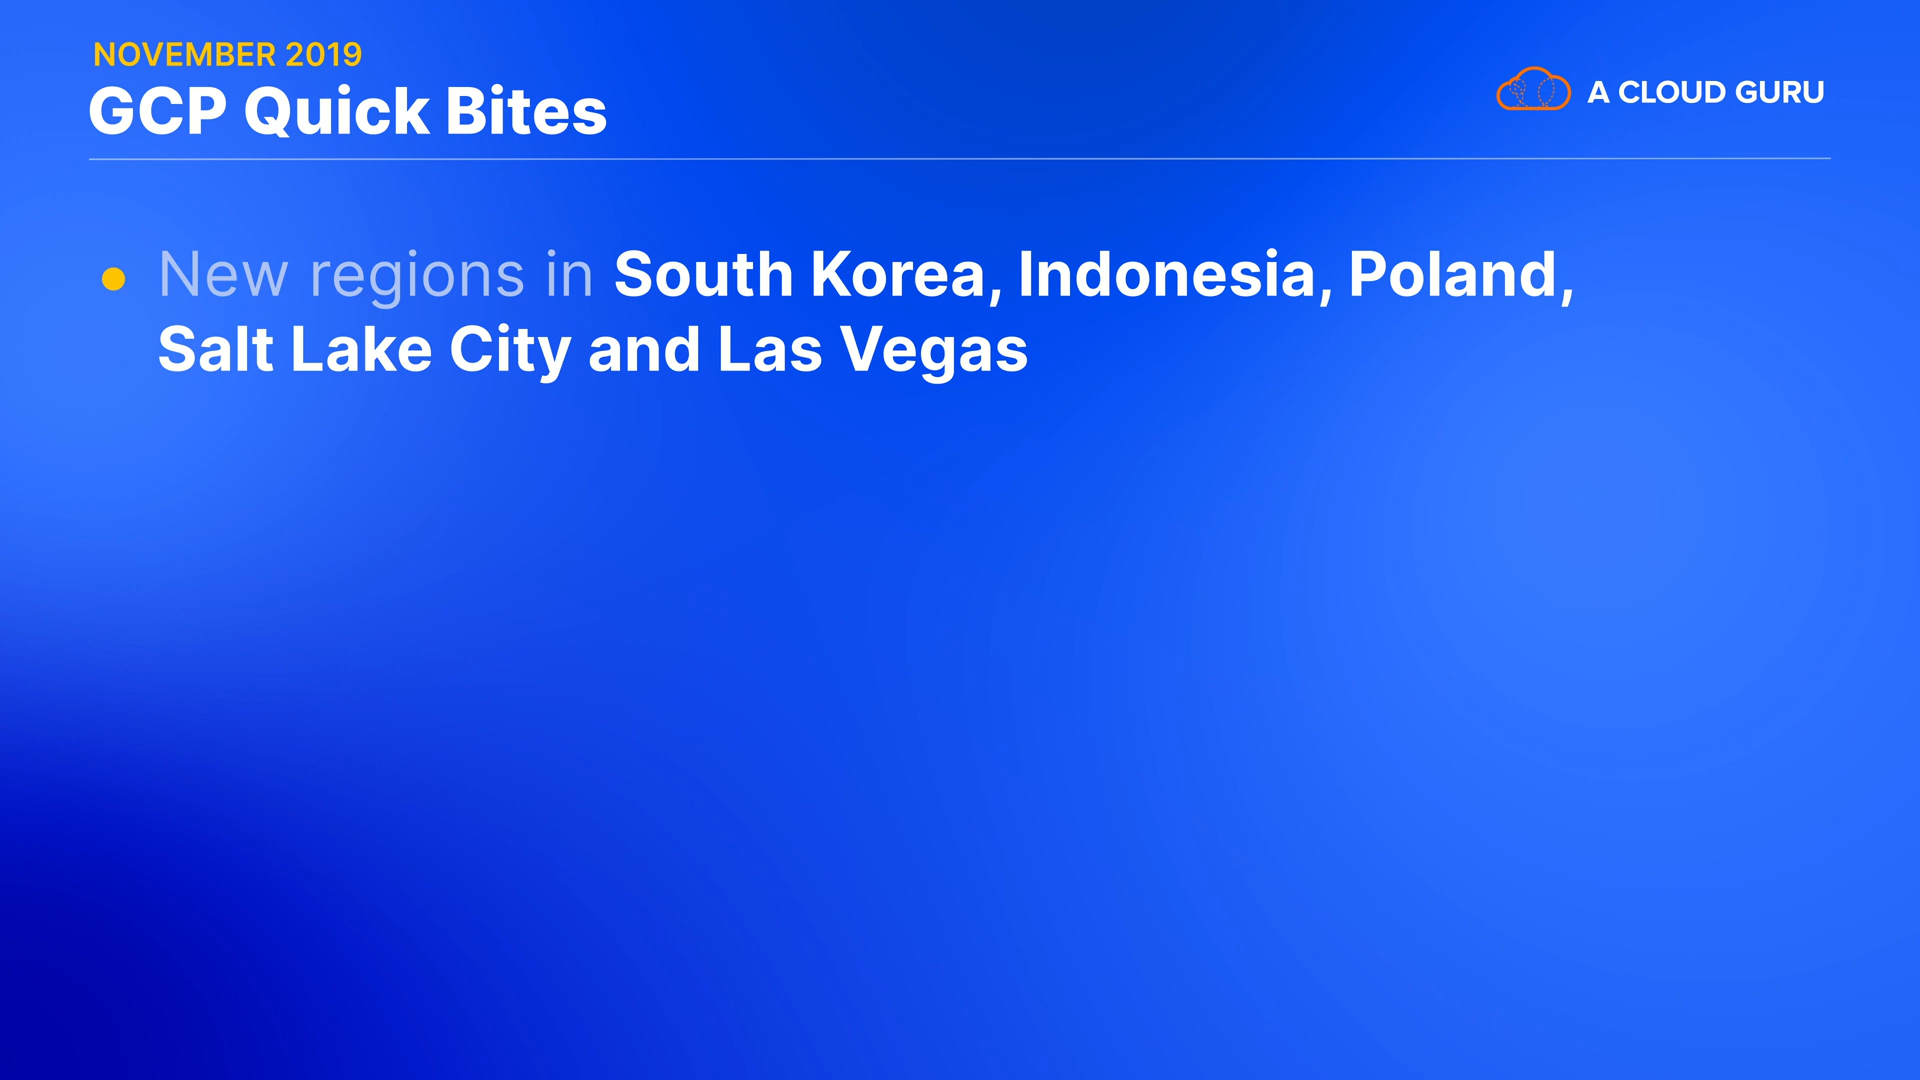 NOVEMBER 2019
GCP Quick Bites
A CLOUD GURU
New regions in South Korea, Indonesia, Poland,
Salt Lake City and Las Vegas